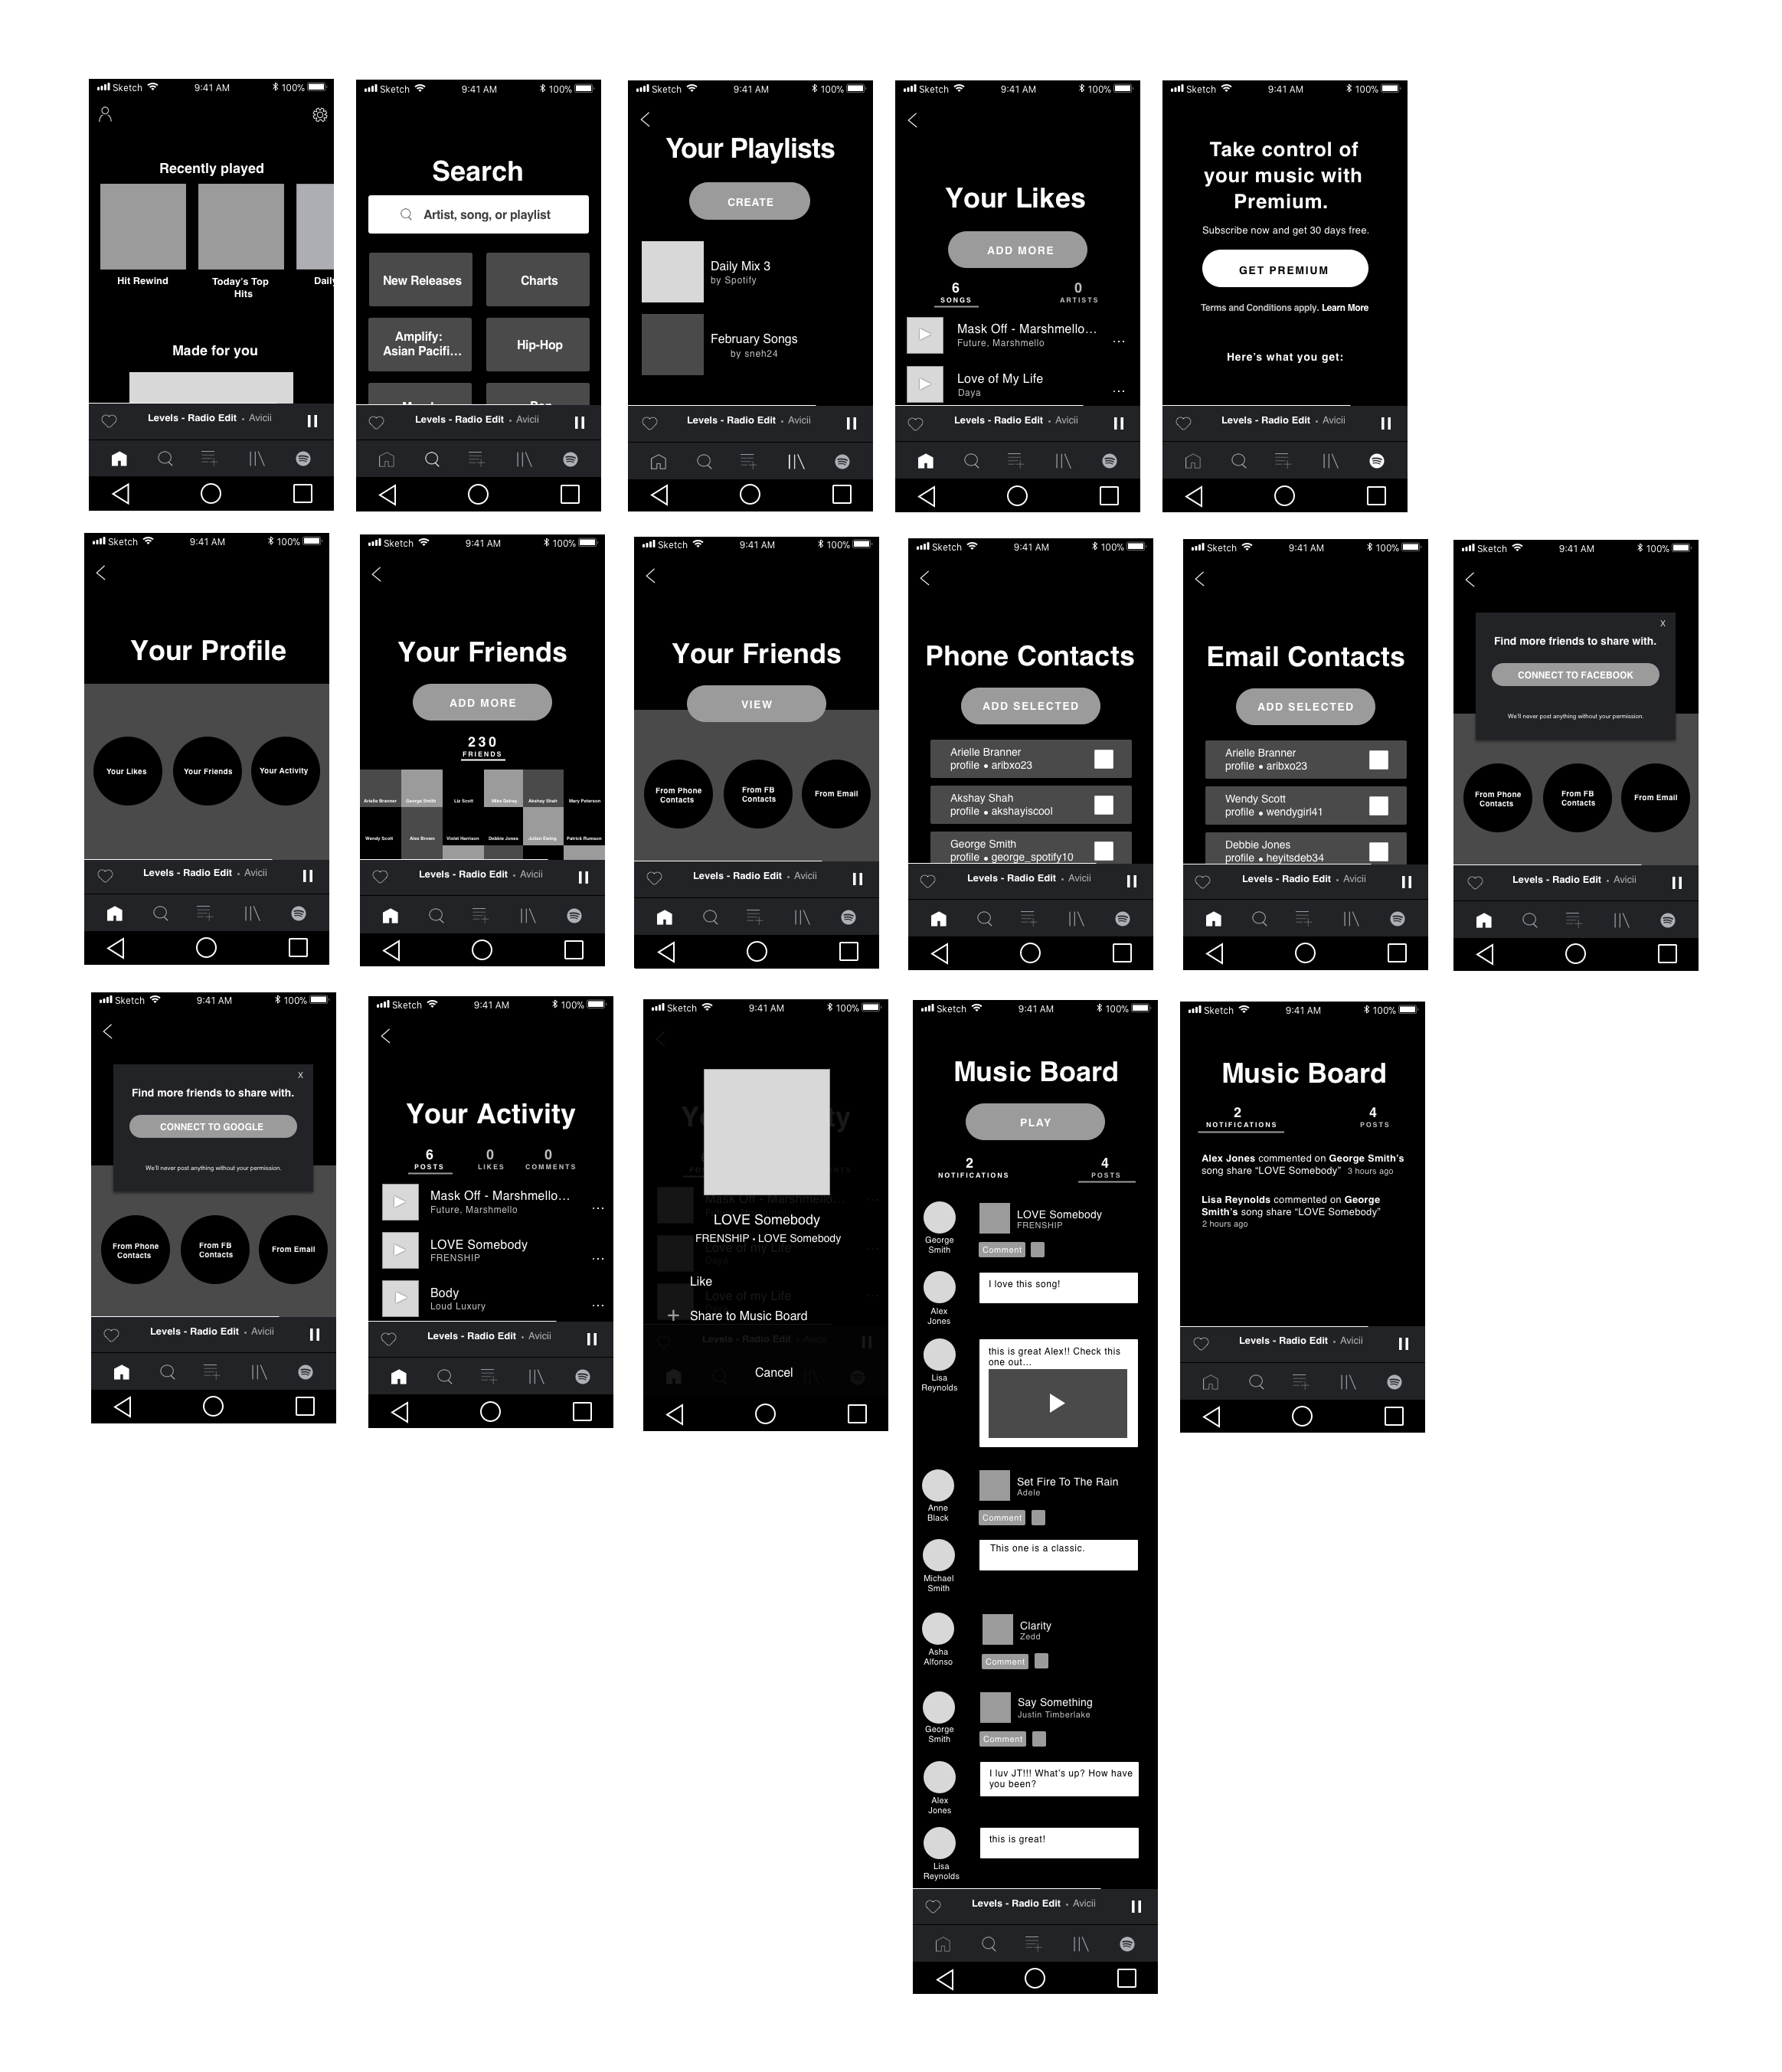 Sketch 9:41 AM 100%
Recently played
Hit Rewind
Today's Top
Hits
Daily
Made for you
Levels - Radio Edit • Avicii
Sketch 9:41 AM 100%
Search
Artist, song, or playlist
New Releases
Charts
Amplify:
Asian Pacifi...
Hip-Hop
Pop
Levels - Radio Edit • Avicii
Sketch 9:41 AM 100%
Your Playlists
CREATE
Daily Mix 3
by Spotify
February Songs
by sneh24
Levels - Radio Edit • Avicii
Sketch 9:41 AM 100%
Your Likes
ADD MORE
6 0
SONGS ARTISTS
Mask Off - Marshmello...
Future, Marshmello
...
Love of My Life
Daya
...
Levels - Radio Edit • Avicii
Sketch 9:41 AM 100%
Take control of
your music with
Premium.
Subscribe now and get 30 days free.
GET PREMIUM
Terms and Conditions apply. Learn More
Here's what you get:
Levels - Radio Edit • Avicii
Sketch 9:41 AM 100%
Your Profile
Your Likes
Your Friends
Your Activity
Levels - Radio Edit • Avicii
Sketch 9:41 AM 100%
Your Friends
ADD MORE
230
FRIENDS
Arielle Branner George Smith Liz Scott Mike Delray Akshay Shah Mary Peterson
Wendy Scott Alex Brown Violet Harrison Debbie Jones Julian Ewing Patrick Rumson
Levels - Radio Edit • Avicii
Sketch 9:41 AM 100%
Your Friends
VIEW
From Phone
Contacts
From FB
Contacts
From Email
Levels - Radio Edit • Avicii
Sketch 9:41 AM 100%
Phone Contacts
ADD SELECTED
Arielle Branner
profile • aribxo23
Akshay Shah
profile • akshayiscool
George Smith
profile • george_spotify10
Levels - Radio Edit • Avicii
Sketch 9:41 AM 100%
Email Contacts
ADD SELECTED
Arielle Branner
profile • aribxo23
Wendy Scott
profile • wendygirl41
Debbie Jones
profile • heyitsdeb34
Levels - Radio Edit • Avicii
Sketch 9:41 AM 100%
X
Find more friends to share with.
CONNECT TO FACEBOOK
We'll never post anything without your permission.
From Phone
Contacts
From FB
Contacts
From Email
Levels - Radio Edit • Avicii
Sketch 9:41 AM 100%
X
Find more friends to share with.
CONNECT TO GOOGLE
We'll never post anything without your permission.
From Phone
Contacts
From FB
Contacts
From Email
Levels - Radio Edit • Avicii
Sketch 9:41 AM 100%
Your Activity
6 0 0
POSTS LIKES COMMENTS
Mask Off - Marshmello...
Future, Marshmello
...
LOVE Somebody
FRENSHIP
...
Body
Loud Luxury
...
Levels - Radio Edit • Avicii
Sketch 9:41 AM 100%
Mask Off - Marshmello...
LOVE Somebody
FRENSHIP • LOVE Somebody
Love of my Life
Daya
Like
Love of my Life
Share to Music Board
Levels - Radio Edit • Avicii
Cancel
Sketch 9:41 AM 100%
Music Board
PLAY
2 4
NOTIFICATIONS POSTS
George
Smith
LOVE Somebody
FRENSHIP
Comment
Alex
Jones
I love this song!
Lisa
Reynolds
this is great Alex!! Check this
one out...
Anne
Black
Set Fire To The Rain
Adele
Comment
Michael
Smith
This one is a classic.
Asha
Alfonso
Clarity
Zedd
Comment
George
Smith
Say Something
Justin Timberlake
Comment
Alex
Jones
I luv JT!!! What's up? How have
you been?
Lisa
Reynolds
this is great!
Levels - Radio Edit • Avicii
Sketch 9:41 AM 100%
Music Board
2 4
NOTIFICATIONS POSTS
Alex Jones commented on George Smith's
song share “LOVE Somebody” 3 hours ago
Lisa Reynolds commented on George
Smith's song share “LOVE Somebody”
2 hours ago
Levels - Radio Edit • Avicii